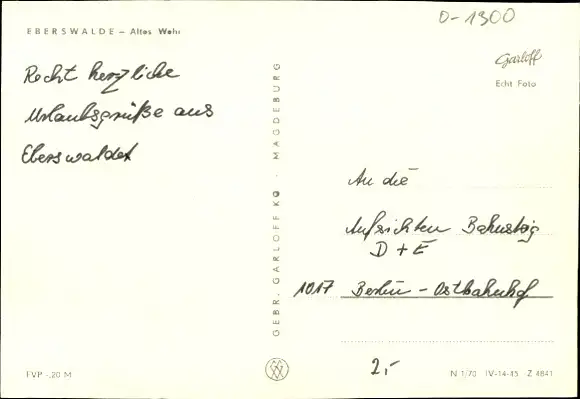 O-1300
EBERSWALDE – Altes Wehr
Garloff
Echt Foto
Recht herzliche
Urlaubsgrüße aus
Eberswalde
GEBR. GARLOFF KG · MAGDEBURG
An die
Aufsichten Bahnsteig
D + E
1017 Berlin - Ostbahnhof
2,-
EVP -,20 M
N 1/70 IV-14-45 Z 4841